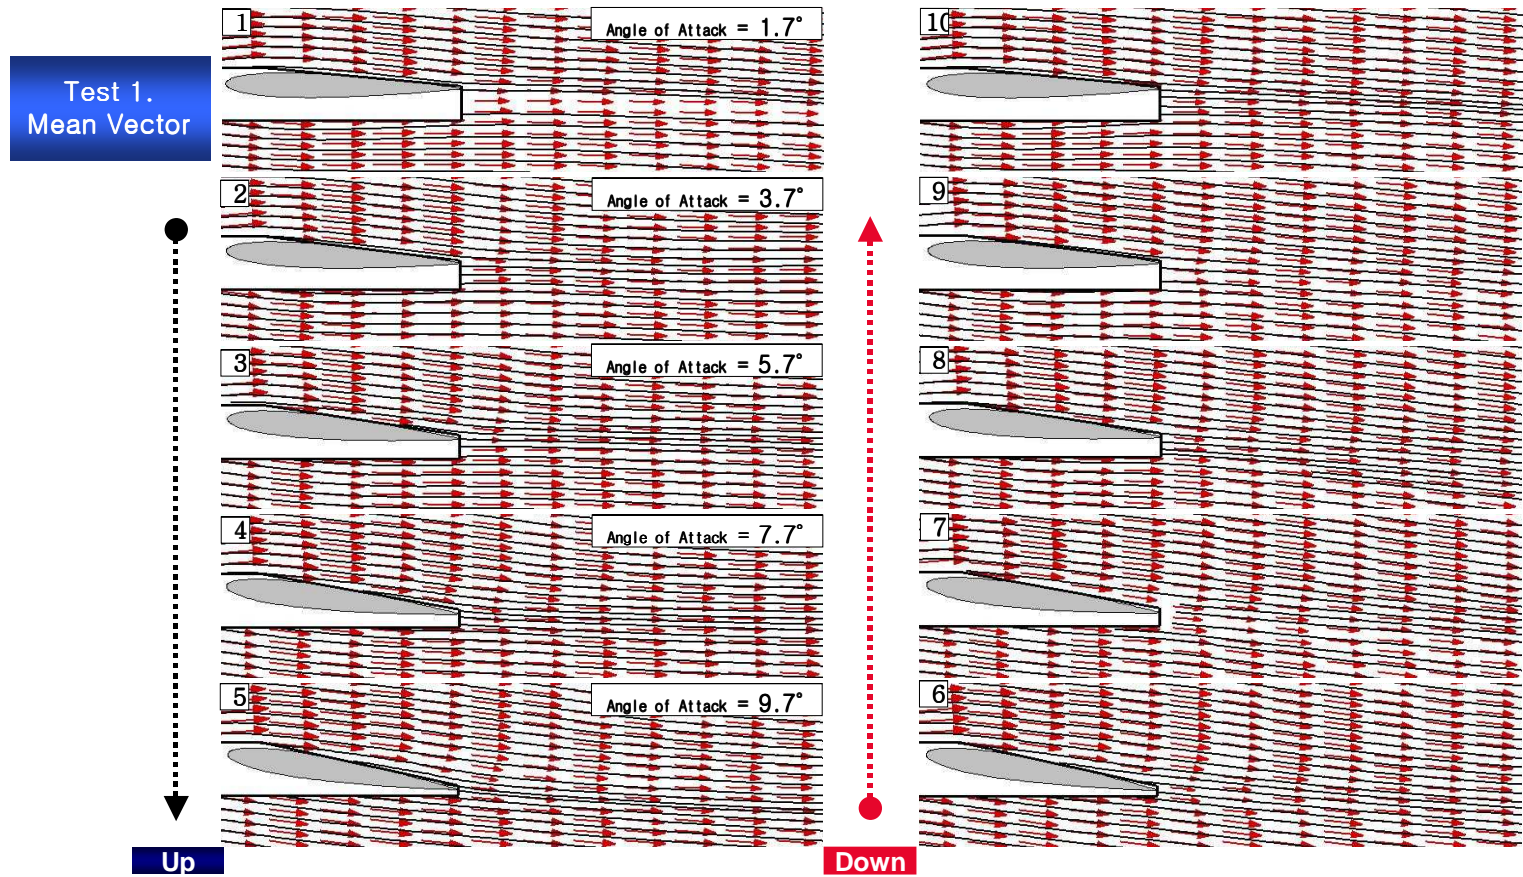 Test 1.
Mean Vector
1
Angle of Attack = 1.7°
10
2
Angle of Attack = 3.7°
9
3
Angle of Attack = 5.7°
8
4
Angle of Attack = 7.7°
7
5
Angle of Attack = 9.7°
6
Up
Down